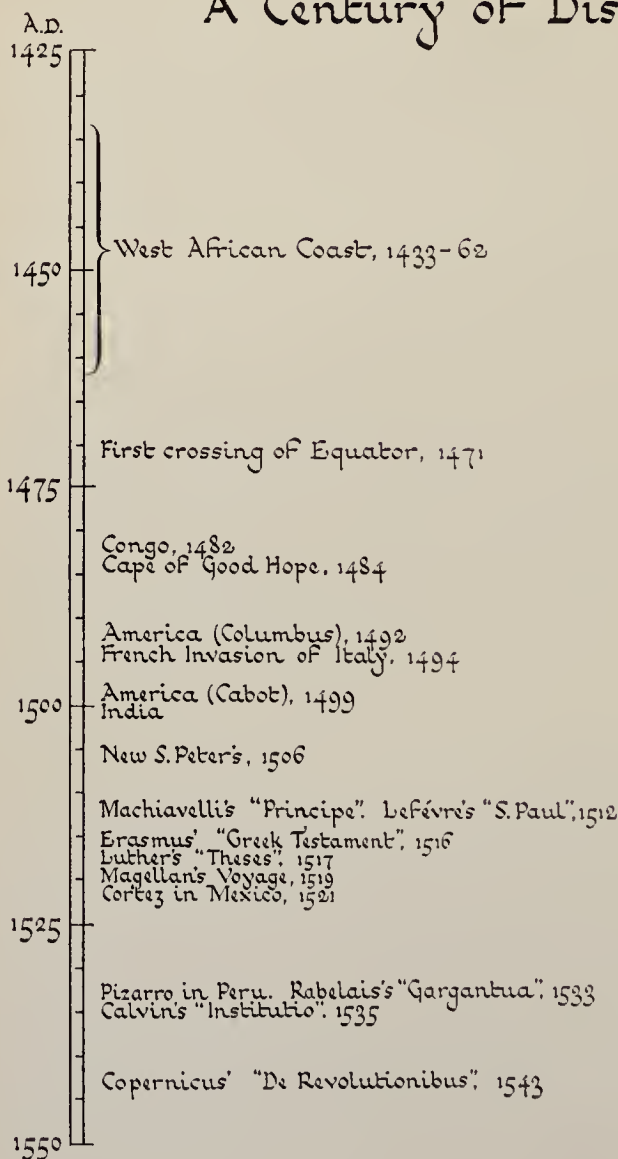 A Century of Dis
A.D.
1425
West African Coast, 1433-62
1450
First crossing of Equator, 1471
1475
Congo, 1482
Cape of Good Hope, 1484
America (Columbus), 1492
French Invasion of Italy, 1494
America (Cabot), 1499
1500
India
New S. Peter's, 1506
Machiavelli's "Principe". Lefévre's "S. Paul", 1512
Erasmus' "Greek Testament", 1516
Luther's "Theses", 1517
Magellan's Voyage, 1519
Cortez in Mexico, 1521
1525
Pizarro in Peru. Rabelais's "Gargantua", 1533
Calvin's "Institutio", 1535
Copernicus' "De Revolutionibus", 1543
1550